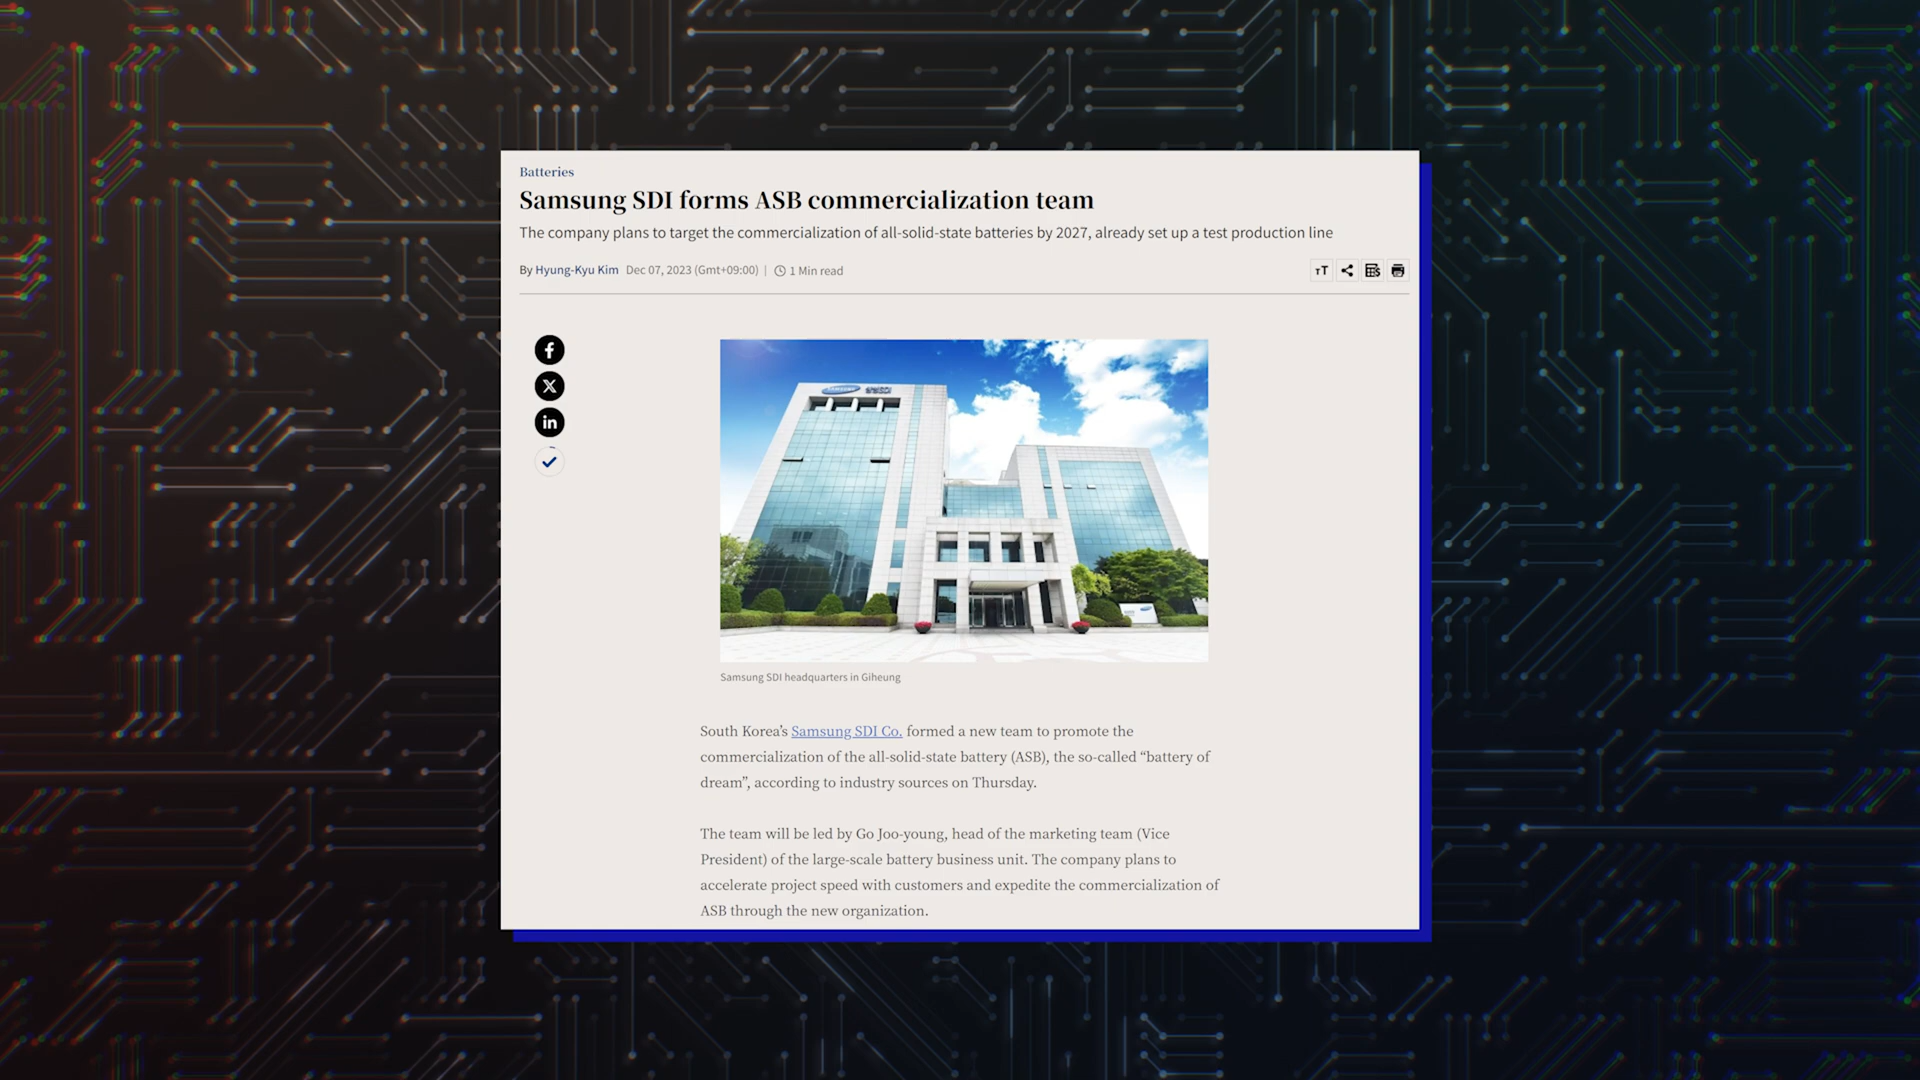 Batteries
Samsung SDI forms ASB commercialization team
The company plans to target the commercialization of all-solid-state batteries by 2027, already set up a test production line
By Hyung-Kyu Kim Dec 07, 2023 (Gmt+09:00) | 1 Min read
тT
SAMSUNG
Samsung SDI headquarters in Giheung
South Korea’s Samsung SDI Co. formed a new team to promote the
commercialization of the all-solid-state battery (ASB), the so-called “battery of
dream”, according to industry sources on Thursday.
The team will be led by Go Joo-young, head of the marketing team (Vice
President) of the large-scale battery business unit. The company plans to
accelerate project speed with customers and expedite the commercialization of
ASB through the new organization.